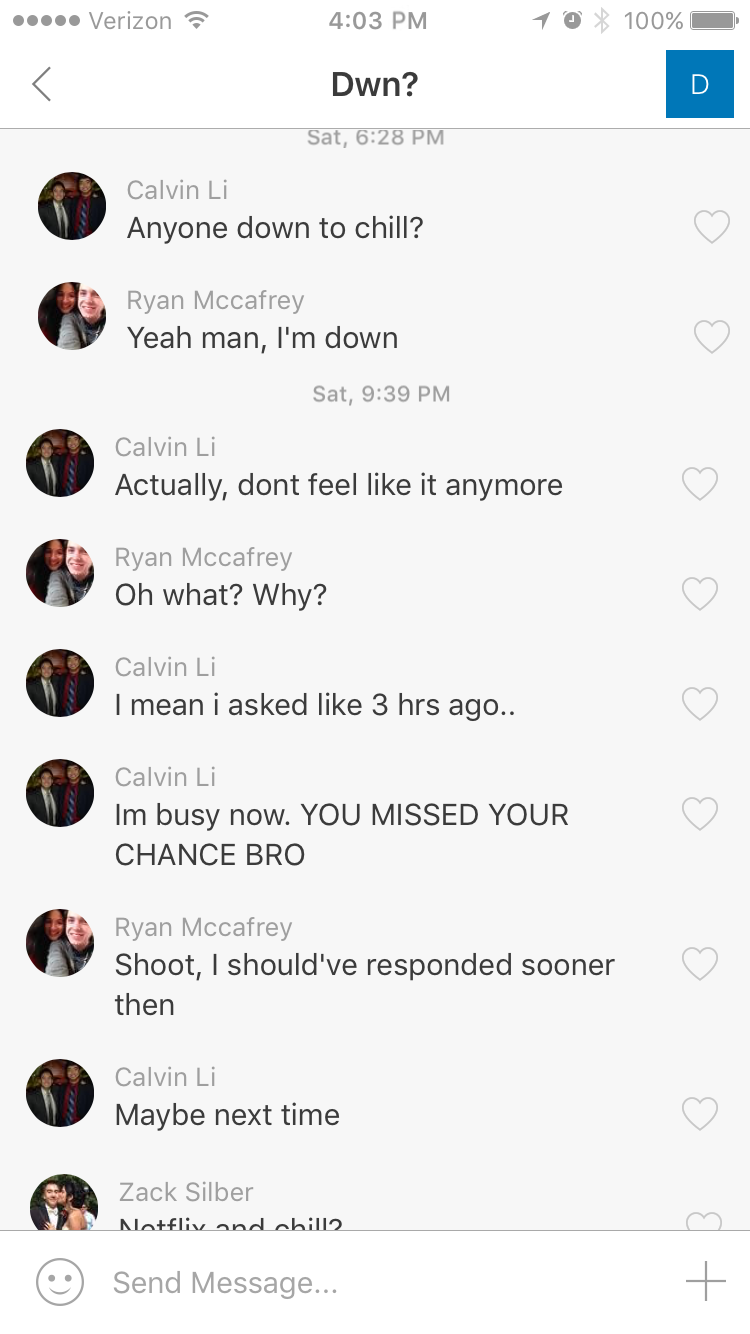 Verizon 4:03 PM 100%
Dwn?
D
Sat, 6:28 PM
Calvin Li
Anyone down to chill?
Ryan Mccafrey
Yeah man, I'm down
Sat, 9:39 PM
Calvin Li
Actually, dont feel like it anymore
Ryan Mccafrey
Oh what? Why?
Calvin Li
I mean i asked like 3 hrs ago..
Calvin Li
Im busy now. YOU MISSED YOUR
CHANCE BRO
Ryan Mccafrey
Shoot, I should've responded sooner
then
Calvin Li
Maybe next time
Zack Silber
Netflix and chill?
Send Message...